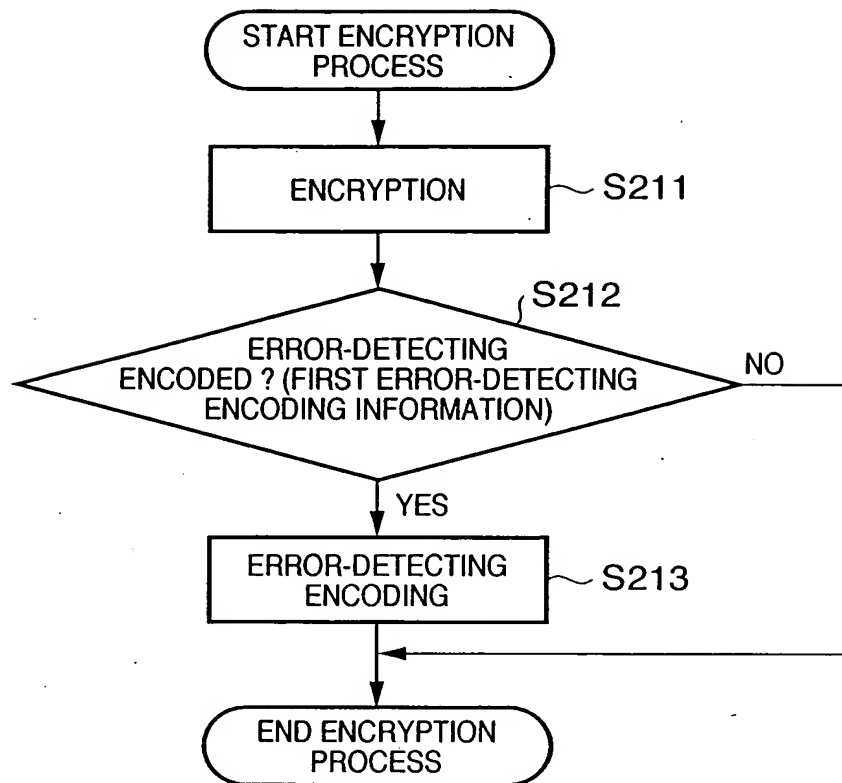 START ENCRYPTION
PROCESS
ENCRYPTION
S211
S212
ERROR-DETECTING
ENCODED ? (FIRST ERROR-DETECTING
ENCODING INFORMATION)
NO
YES
ERROR-DETECTING
ENCODING
S213
END ENCRYPTION
PROCESS